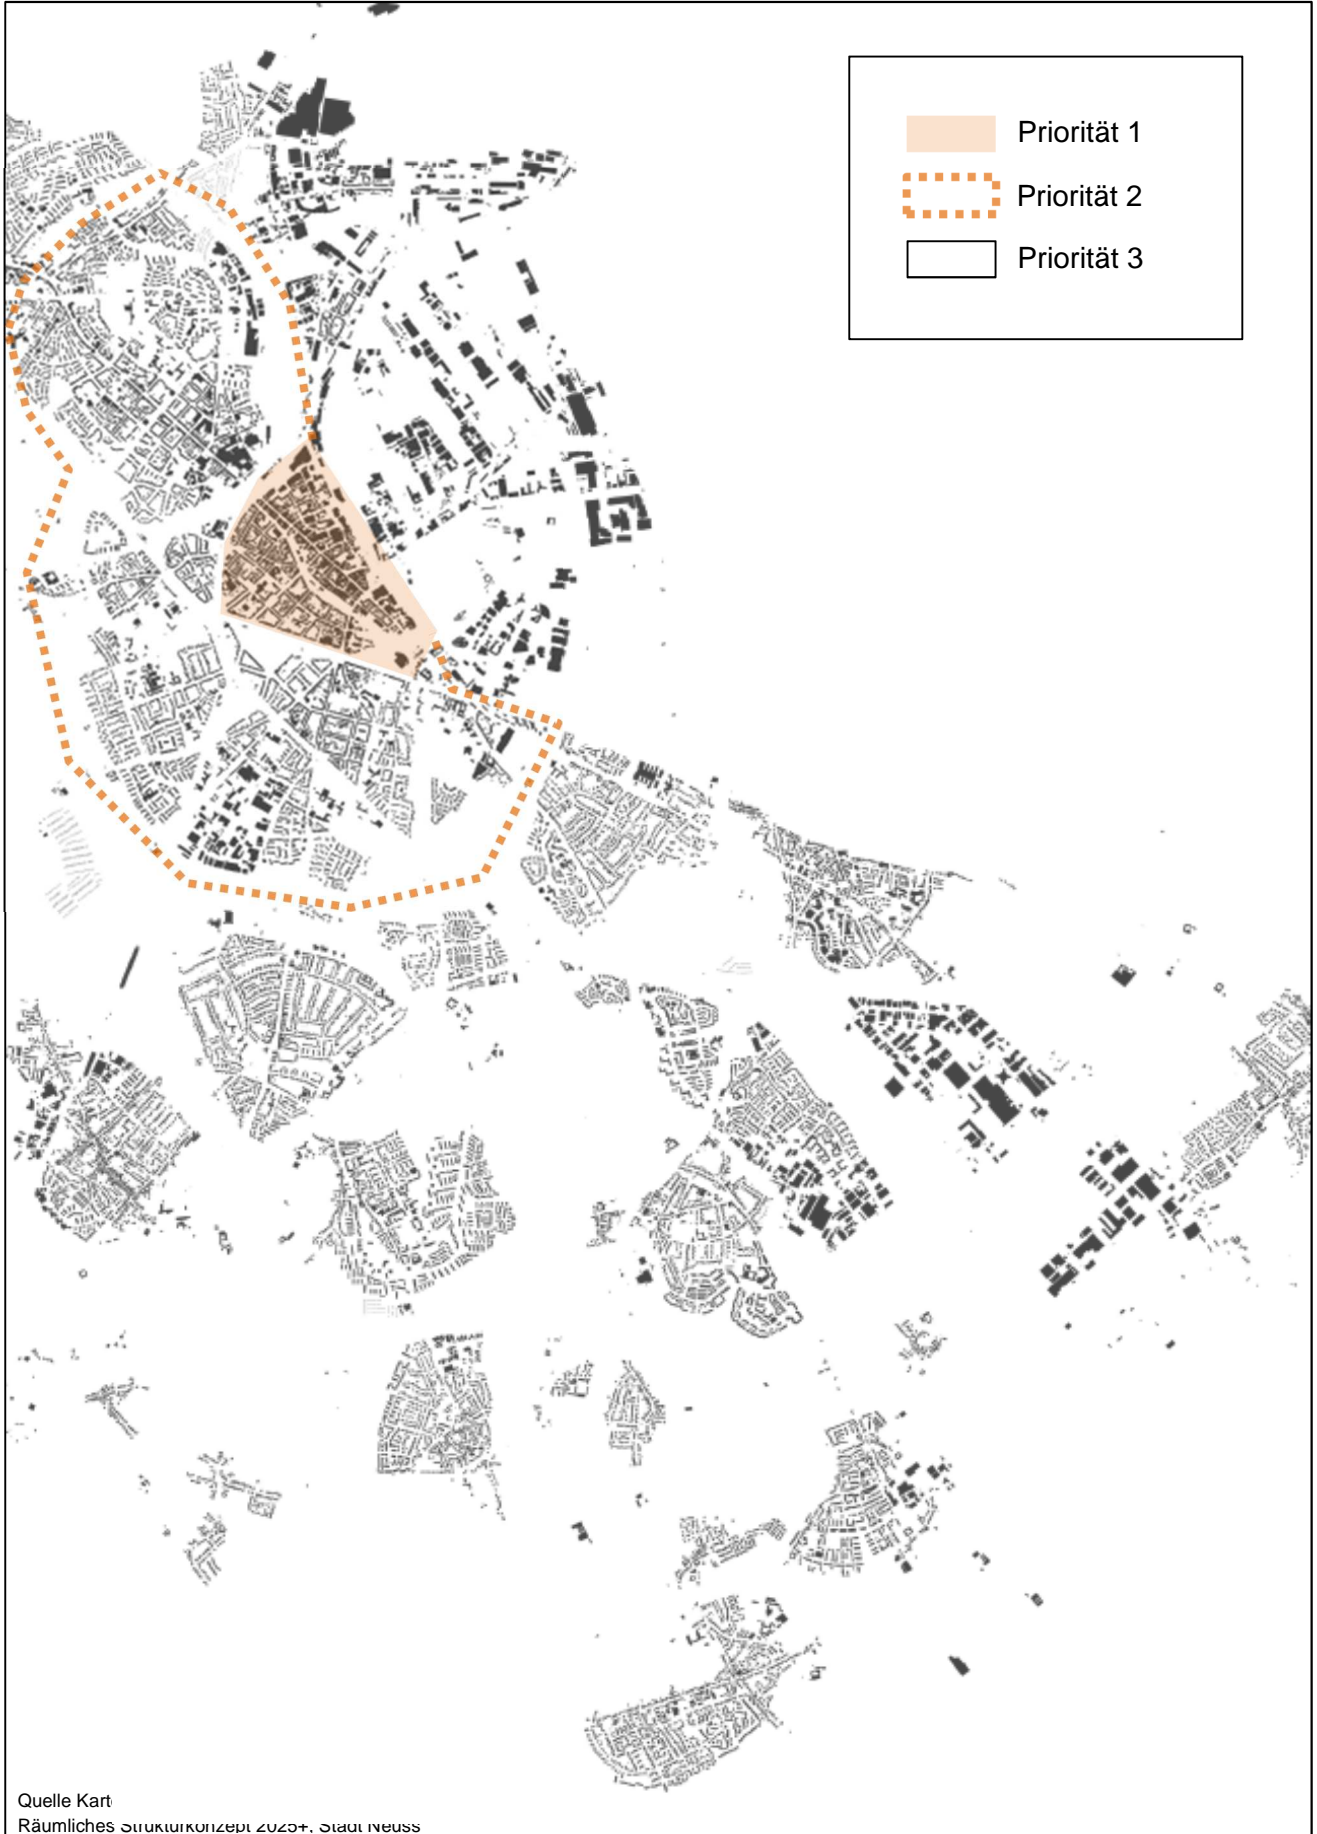 Priorität 1
Priorität 2
Priorität 3
Quelle Kart
Räumliches Strukturkonzept 2025+, Stadt Neuss